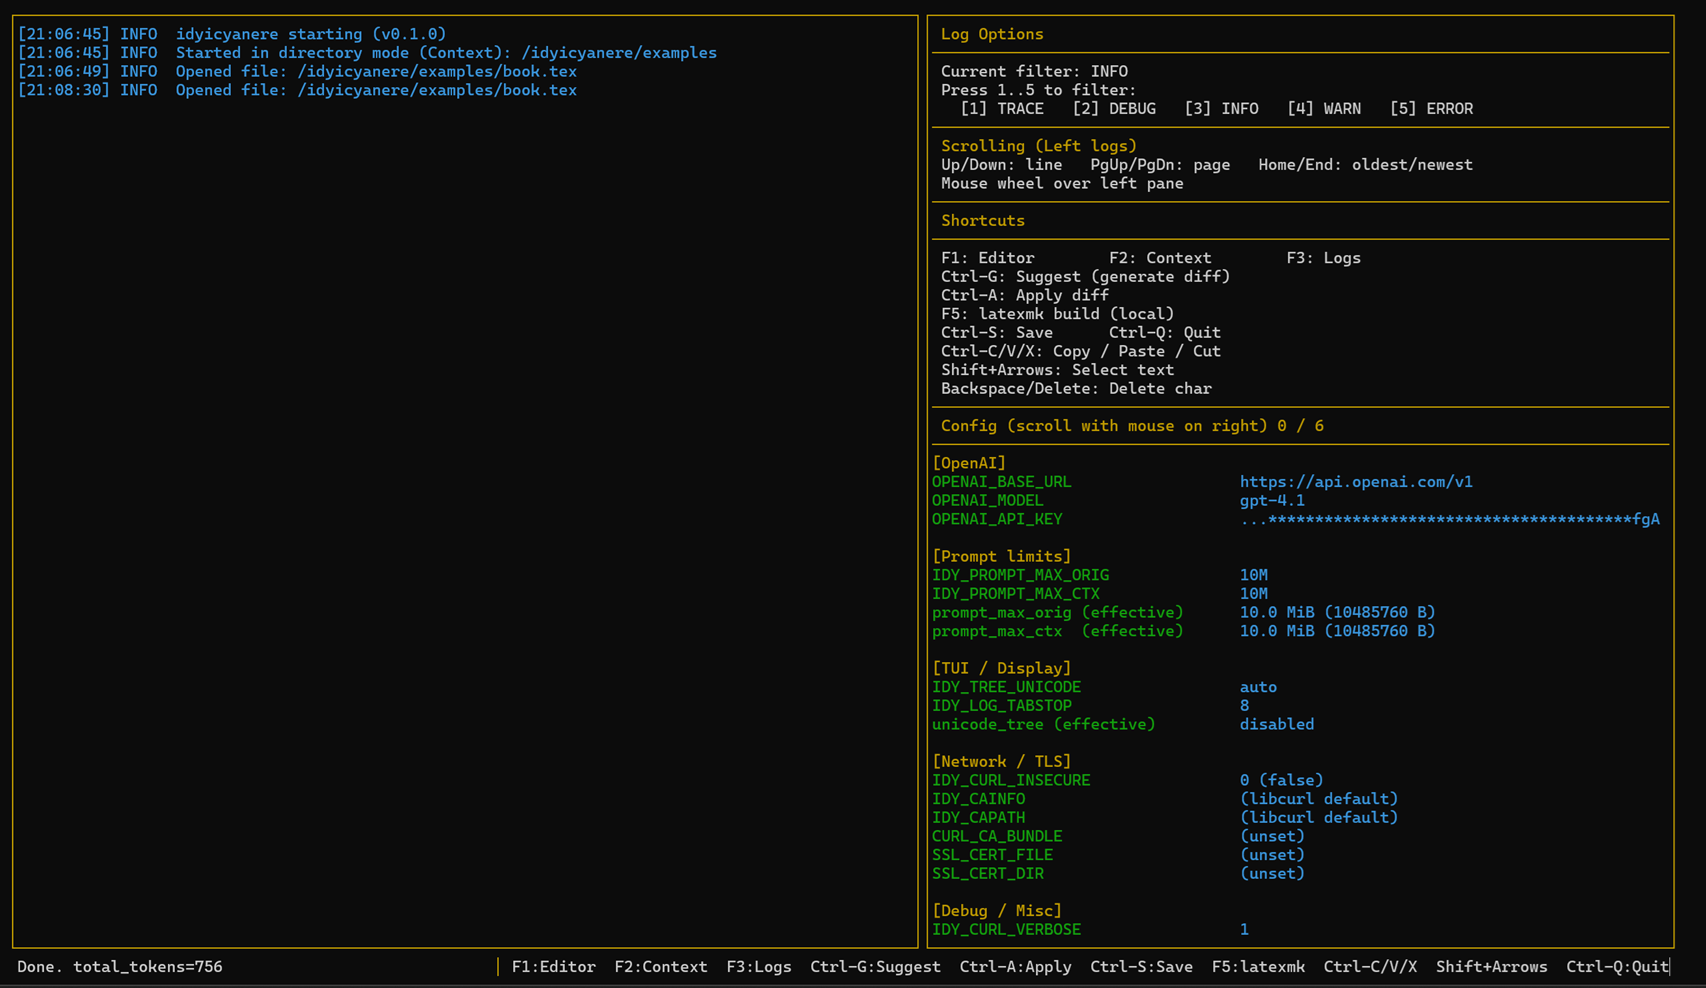 [21:06:45] INFO  idyicyanere starting (v0.1.0)
[21:06:45] INFO  Started in directory mode (Context): /idyicyanere/examples
[21:06:49] INFO  Opened file: /idyicyanere/examples/book.tex
[21:08:30] INFO  Opened file: /idyicyanere/examples/book.tex
Log Options
Current filter: INFO
Press 1..5 to filter:
[1] TRACE   [2] DEBUG   [3] INFO   [4] WARN   [5] ERROR
Scrolling (Left logs)
Up/Down: line   PgUp/PgDn: page   Home/End: oldest/newest
Mouse wheel over left pane
Shortcuts
F1: Editor        F2: Context        F3: Logs
Ctrl-G: Suggest (generate diff)
Ctrl-A: Apply diff
F5: latexmk build (local)
Ctrl-S: Save      Ctrl-Q: Quit
Ctrl-C/V/X: Copy / Paste / Cut
Shift+Arrows: Select text
Backspace/Delete: Delete char
Config (scroll with mouse on right) 0 / 6
[OpenAI]
OPENAI_BASE_URL                  https://api.openai.com/v1
OPENAI_MODEL                     gpt-4.1
OPENAI_API_KEY                   ...***************************************fgA
[Prompt limits]
IDY_PROMPT_MAX_ORIG              10M
IDY_PROMPT_MAX_CTX               10M
prompt_max_orig (effective)      10.0 MiB (10485760 B)
prompt_max_ctx  (effective)      10.0 MiB (10485760 B)
[TUI / Display]
IDY_TREE_UNICODE                 auto
IDY_LOG_TABSTOP                  8
unicode_tree (effective)         disabled
[Network / TLS]
IDY_CURL_INSECURE                0 (false)
IDY_CAINFO                       (libcurl default)
IDY_CAPATH                       (libcurl default)
CURL_CA_BUNDLE                   (unset)
SSL_CERT_FILE                    (unset)
SSL_CERT_DIR                     (unset)
[Debug / Misc]
IDY_CURL_VERBOSE                 1
Done. total_tokens=756
F1:Editor  F2:Context  F3:Logs  Ctrl-G:Suggest  Ctrl-A:Apply  Ctrl-S:Save  F5:latexmk  Ctrl-C/V/X  Shift+Arrows  Ctrl-Q:Quit